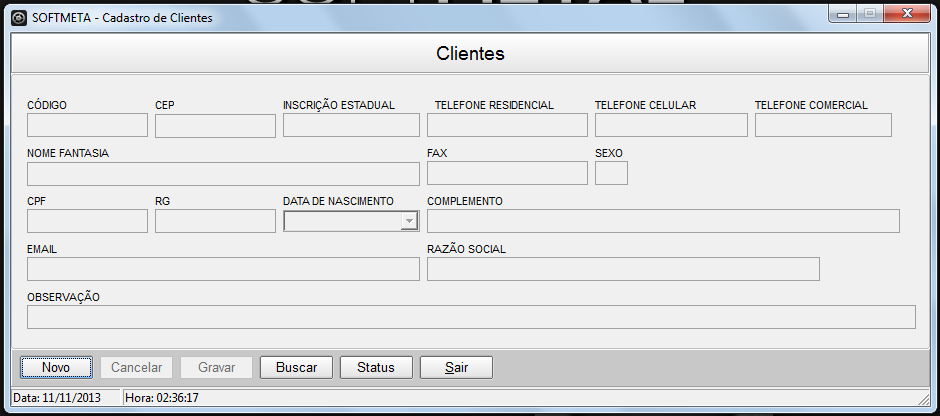 SOFTMETA - Cadastro de Clientes
Clientes
CÓDIGO CEP INSCRIÇÃO ESTADUAL TELEFONE RESIDENCIAL TELEFONE CELULAR TELEFONE COMERCIAL
NOME FANTASIA FAX SEXO
CPF RG DATA DE NASCIMENTO COMPLEMENTO
EMAIL RAZÃO SOCIAL
OBSERVAÇÃO
Novo Cancelar Gravar Buscar Status Sair
Data: 11/11/2013 Hora: 02:36:17